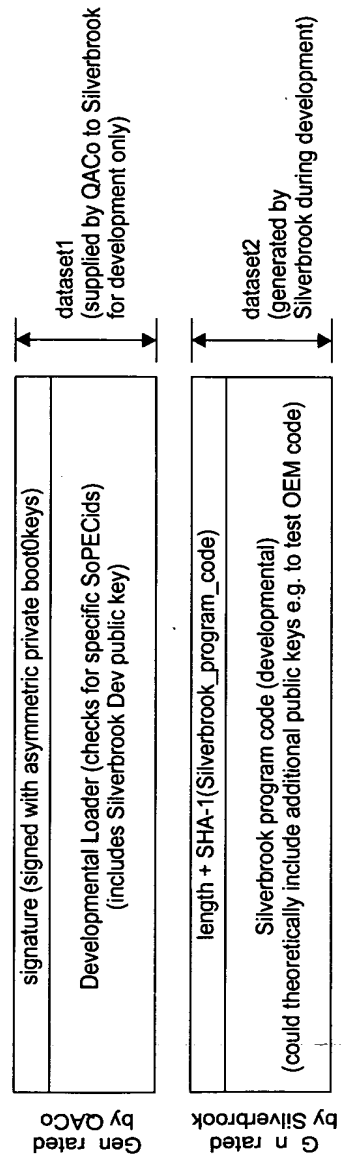 Gen rated
by QACo
signature (signed with asymmetric private boot0keys)
Developmental Loader (checks for specific SoPECids)
(includes Silverbrook Dev public key)
dataset1
(supplied by QACo to Silverbrook
for development only)
G n rated
by Silverbrook
length + SHA-1(Silverbrook_program_code)
Silverbrook program code (developmental)
(could theoretically include additional public keys e.g. to test OEM code)
dataset2
(generated by
Silverbrook during development)